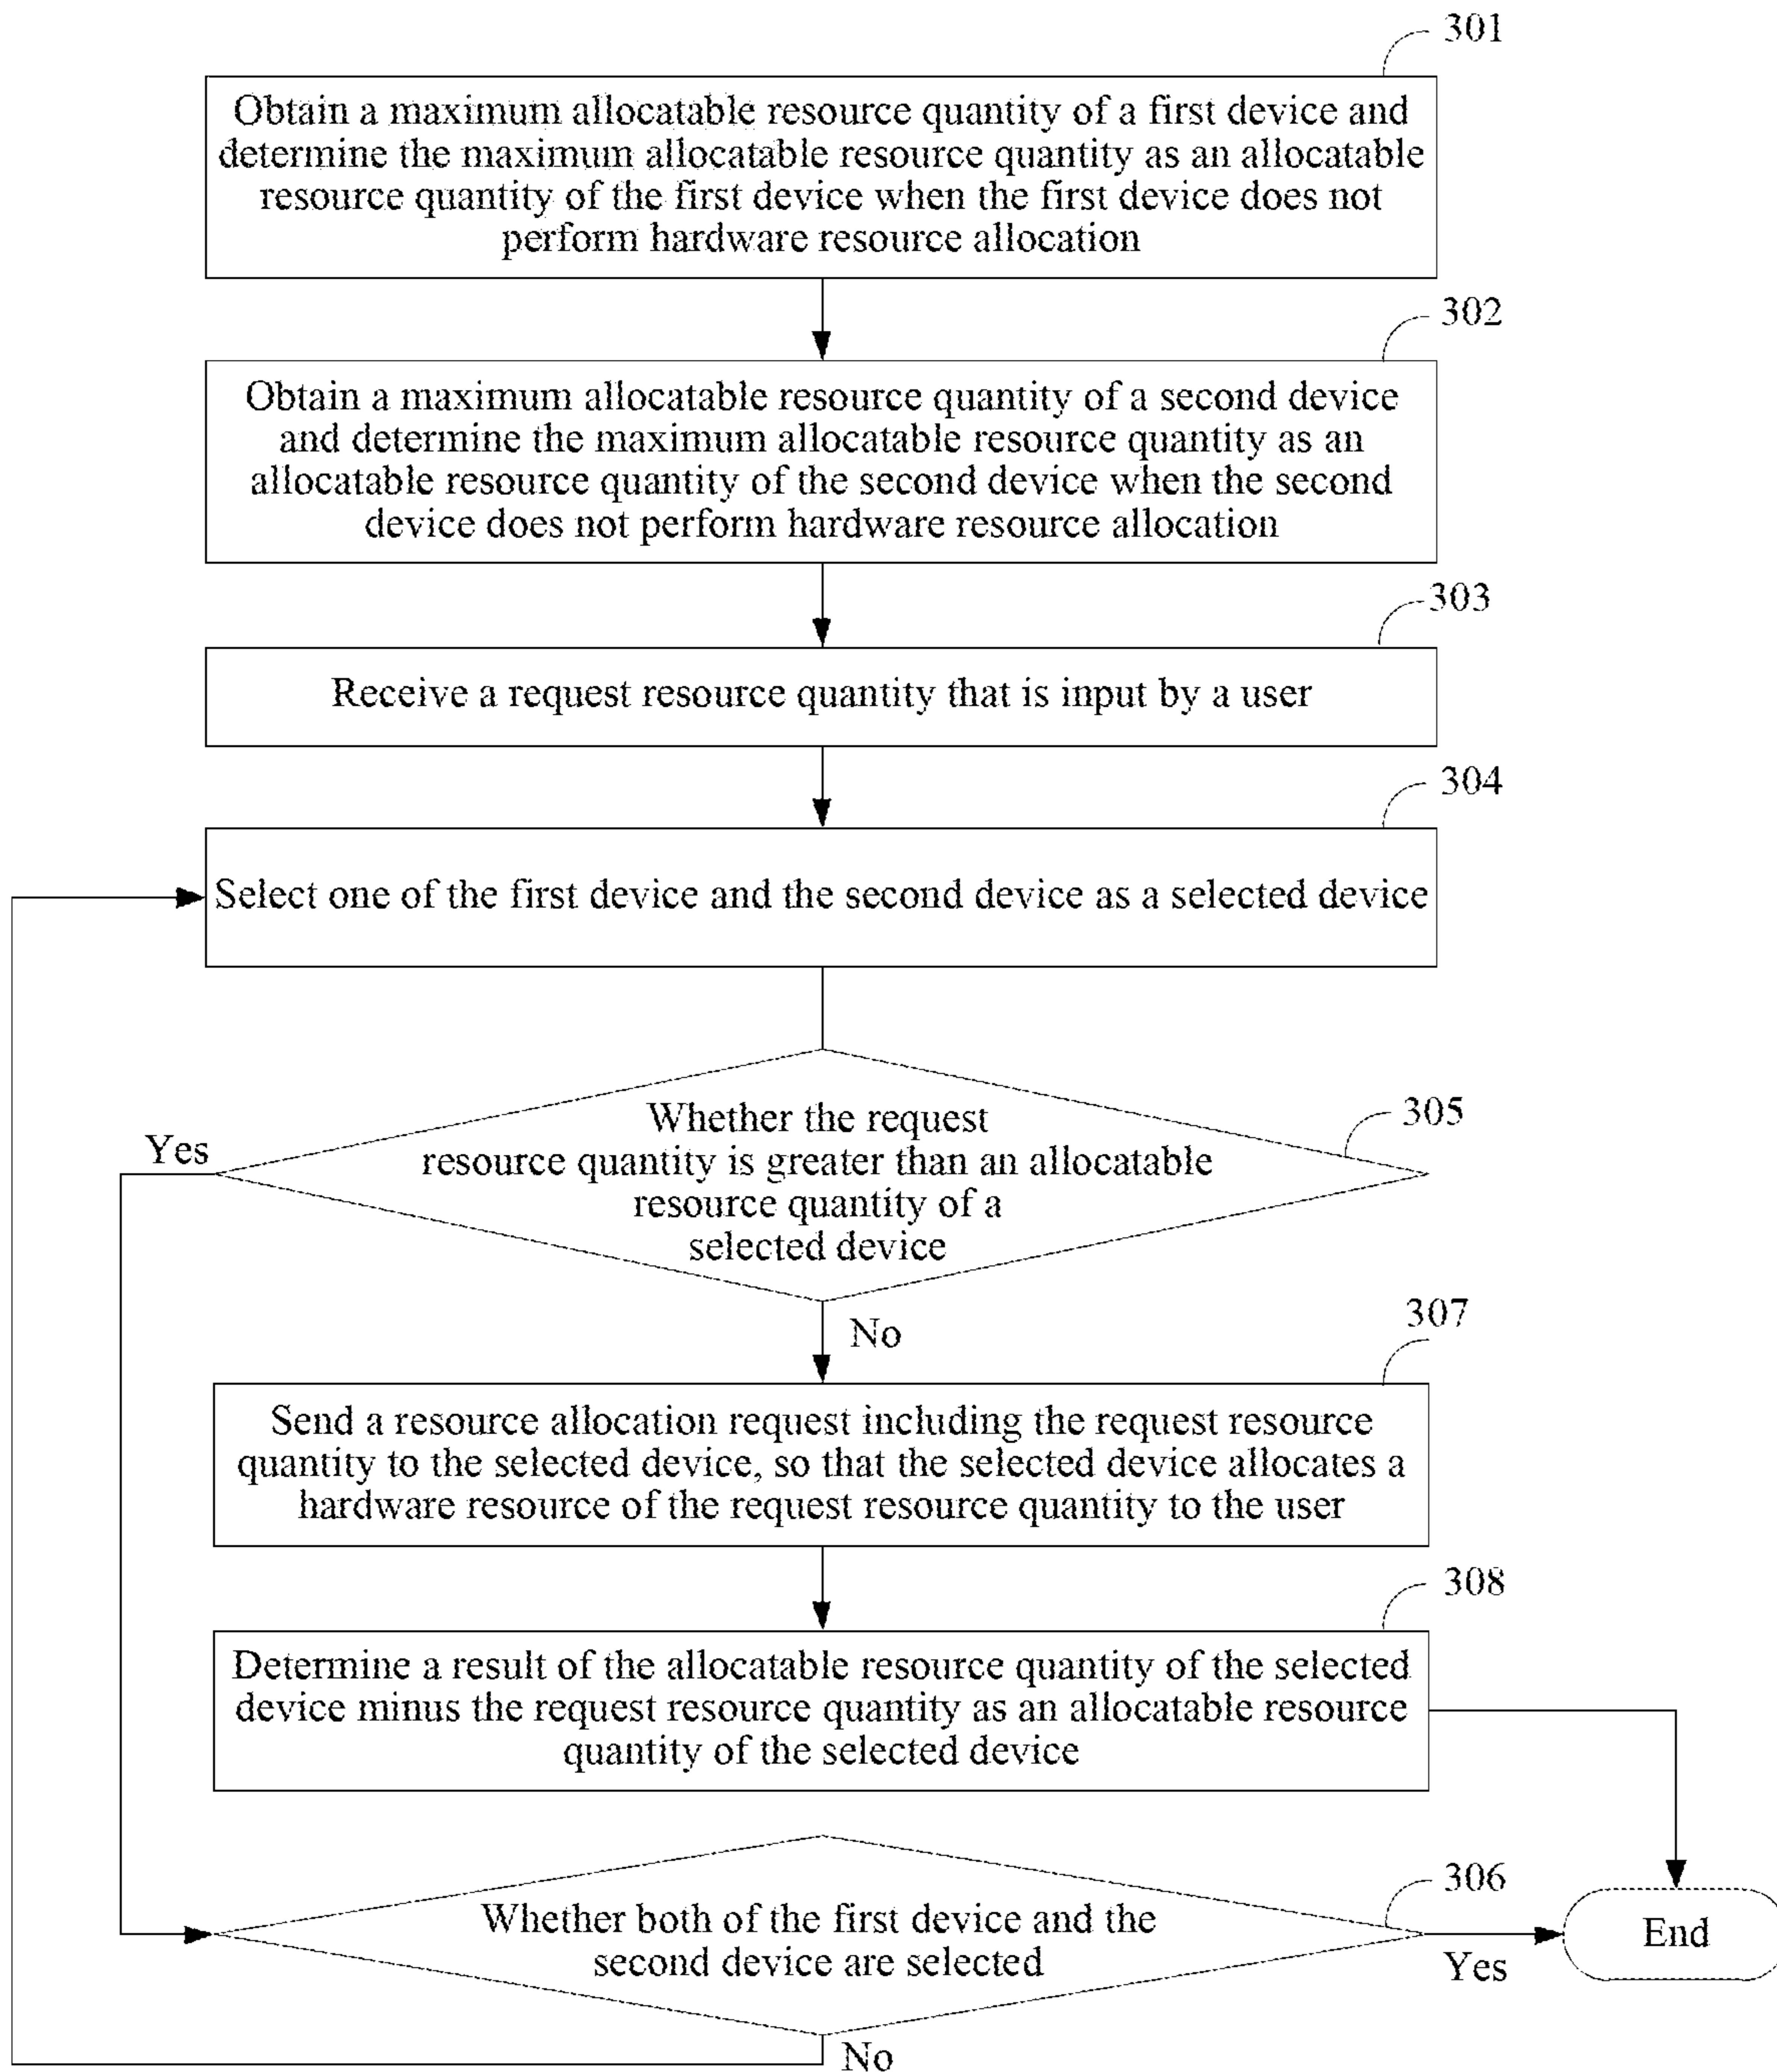 301
Obtain a maximum allocatable resource quantity of a first device and
determine the maximum allocatable resource quantity as an allocatable
resource quantity of the first device when the first device does not
perform hardware resource allocation
302
Obtain a maximum allocatable resource quantity of a second device
and determine the maximum allocatable resource quantity as an
allocatable resource quantity of the second device when the second
device does not perform hardware resource allocation
303
Receive a request resource quantity that is input by a user
304
Select one of the first device and the second device as a selected device
305
Yes
Whether the request
resource quantity is greater than an allocatable
resource quantity of a
selected device
No
307
Send a resource allocation request including the request resource
quantity to the selected device, so that the selected device allocates a
hardware resource of the request resource quantity to the user
308
Determine a result of the allocatable resource quantity of the selected
device minus the request resource quantity as an allocatable resource
quantity of the selected device
306
Whether both of the first device and the
second device are selected
Yes
End
No